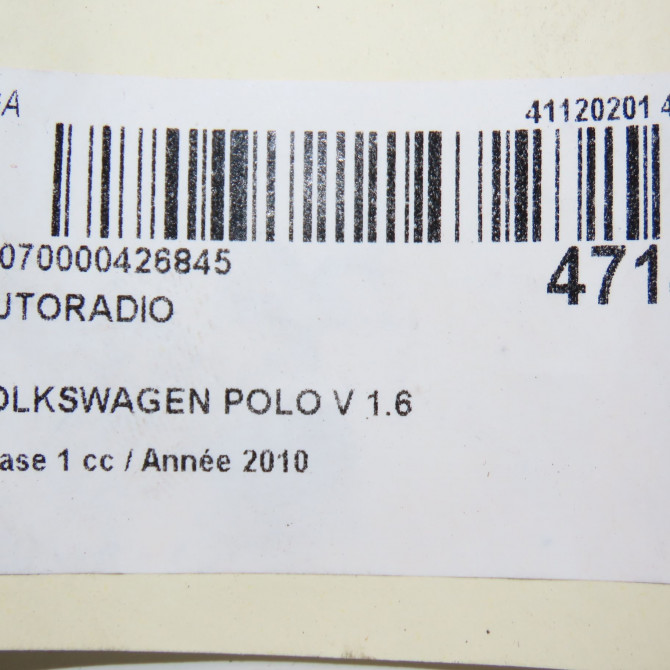 41120201 4
070000426845
471
UTORADIO
OLKSWAGEN POLO V 1.6
ase 1 cc / Année 2010